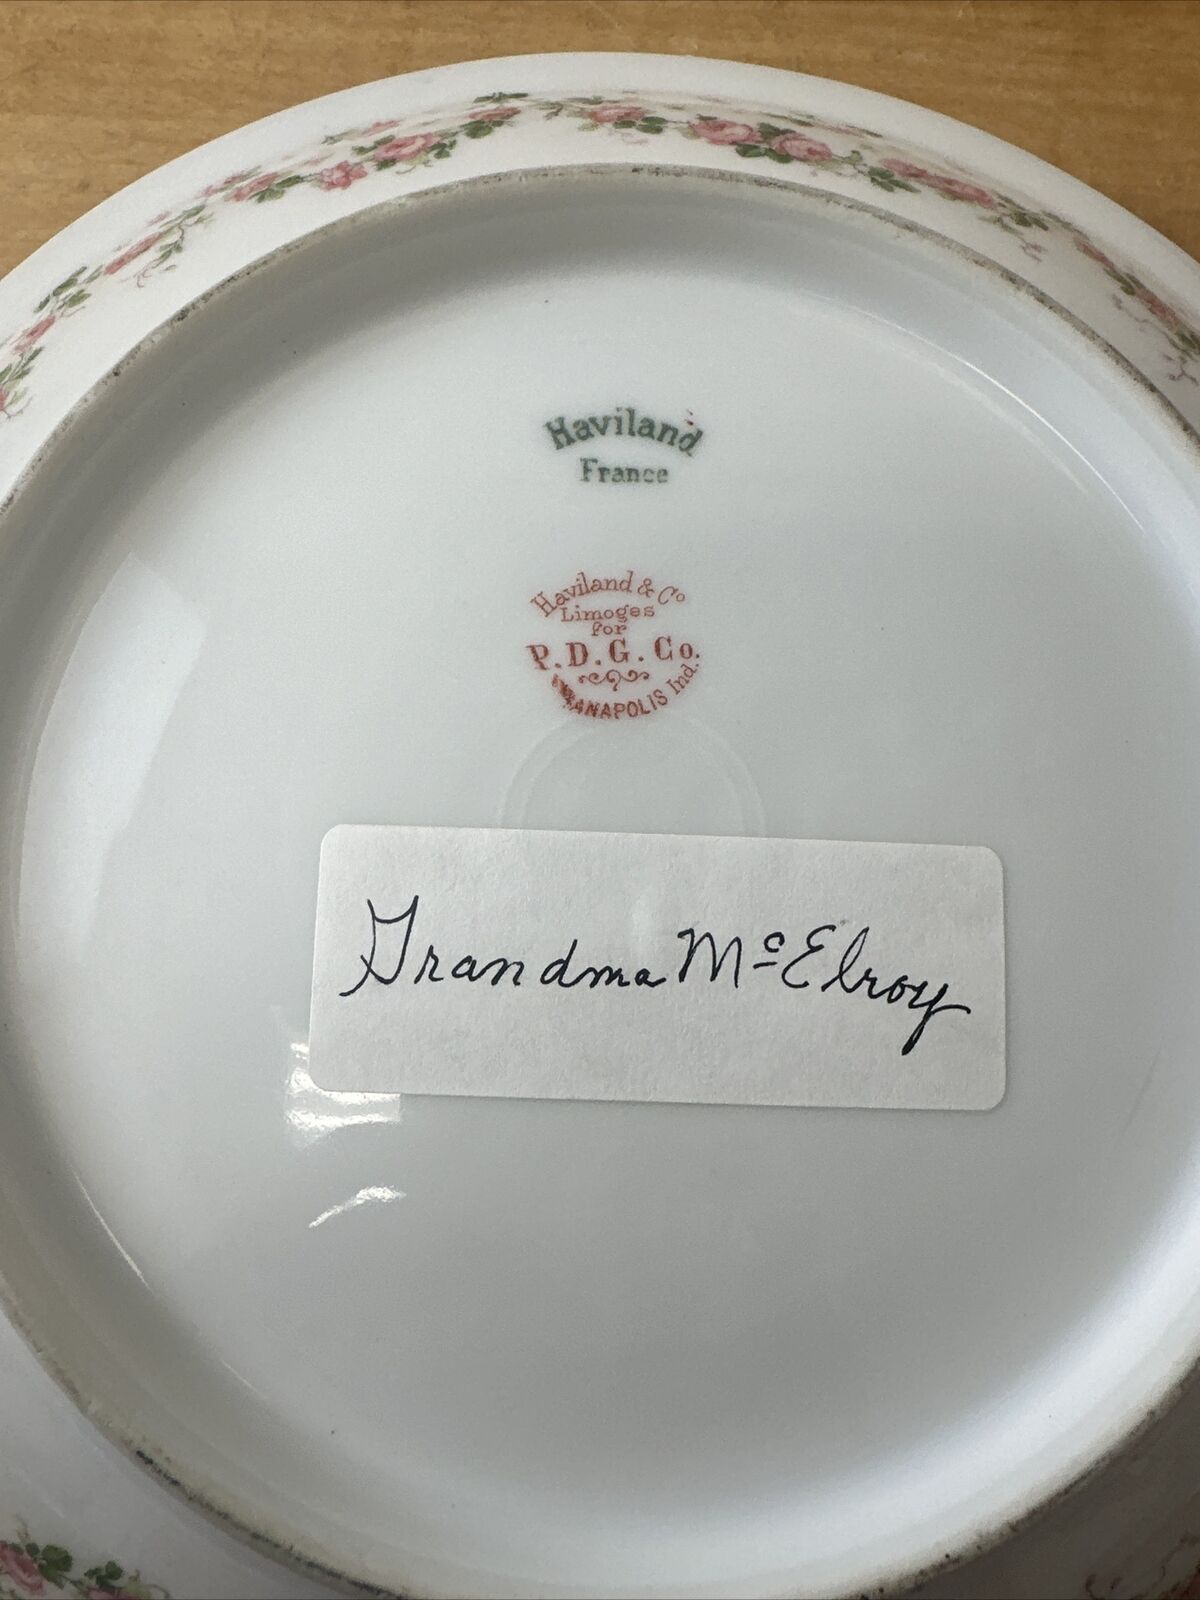 Haviland
France
Haviland & Co
Limoges
for
P.D.G.Co.
Ind.
Grandma McElroy